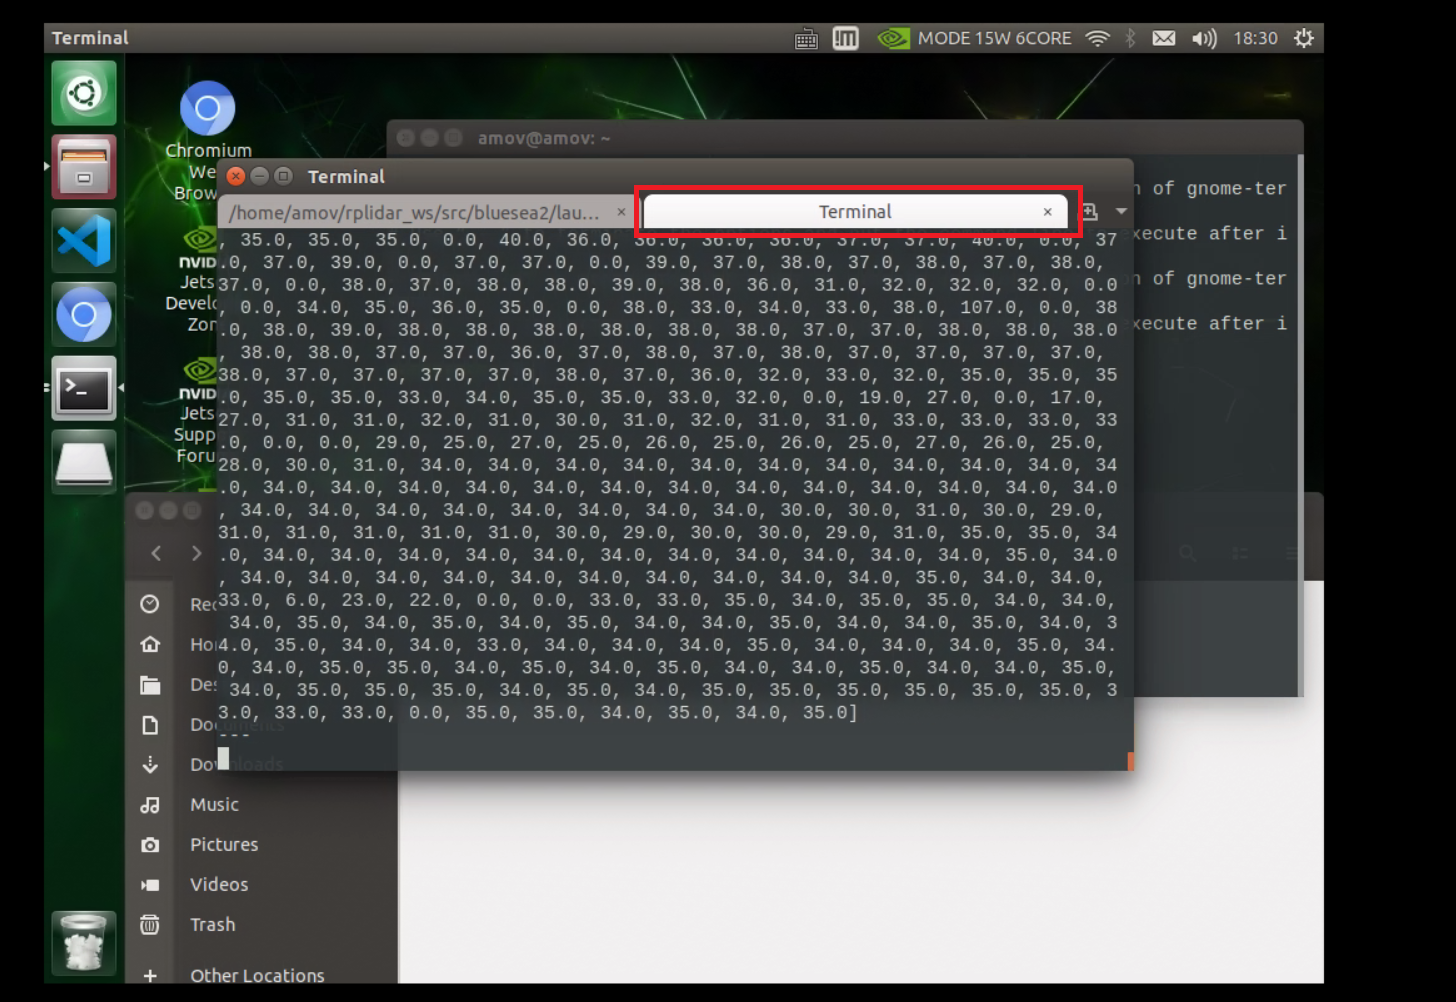 Terminal
MODE 15W 6CORE
18:30
Chromium
We
Brow
amov@amov: ~
Terminal
/home/amov/rplidar_ws/src/bluesea2/lau... ×
Terminal ×
n of gnome-ter
execute after i
n of gnome-ter
execute after i
NVID
Jets
Develo
Zon
NVID
Jets
Supp
Foru
, 35.0, 35.0, 35.0, 0.0, 40.0, 36.0, 36.0, 36.0, 36.0, 37.0, 37.0, 40.0, 0.0, 37
.0, 37.0, 39.0, 0.0, 37.0, 37.0, 0.0, 39.0, 37.0, 38.0, 37.0, 38.0, 37.0, 38.0,
37.0, 0.0, 38.0, 37.0, 38.0, 38.0, 39.0, 38.0, 36.0, 31.0, 32.0, 32.0, 32.0, 0.0
, 0.0, 34.0, 35.0, 36.0, 35.0, 0.0, 38.0, 33.0, 34.0, 33.0, 38.0, 107.0, 0.0, 38
.0, 38.0, 39.0, 38.0, 38.0, 38.0, 38.0, 38.0, 38.0, 37.0, 37.0, 38.0, 38.0, 38.0
, 38.0, 38.0, 37.0, 37.0, 36.0, 37.0, 38.0, 37.0, 38.0, 37.0, 37.0, 37.0, 37.0,
38.0, 37.0, 37.0, 37.0, 37.0, 38.0, 37.0, 36.0, 32.0, 33.0, 32.0, 35.0, 35.0, 35
.0, 35.0, 35.0, 33.0, 34.0, 35.0, 35.0, 33.0, 32.0, 0.0, 19.0, 27.0, 0.0, 17.0,
27.0, 31.0, 31.0, 32.0, 31.0, 30.0, 31.0, 32.0, 31.0, 31.0, 33.0, 33.0, 33.0, 33
.0, 0.0, 0.0, 29.0, 25.0, 27.0, 25.0, 26.0, 25.0, 26.0, 25.0, 27.0, 26.0, 25.0,
28.0, 30.0, 31.0, 34.0, 34.0, 34.0, 34.0, 34.0, 34.0, 34.0, 34.0, 34.0, 34.0, 34
.0, 34.0, 34.0, 34.0, 34.0, 34.0, 34.0, 34.0, 34.0, 34.0, 34.0, 34.0, 34.0, 34.0
, 34.0, 34.0, 34.0, 34.0, 34.0, 34.0, 34.0, 34.0, 30.0, 30.0, 31.0, 30.0, 29.0,
31.0, 31.0, 31.0, 31.0, 31.0, 30.0, 29.0, 30.0, 30.0, 29.0, 31.0, 35.0, 35.0, 34
.0, 34.0, 34.0, 34.0, 34.0, 34.0, 34.0, 34.0, 34.0, 34.0, 34.0, 34.0, 35.0, 34.0
, 34.0, 34.0, 34.0, 34.0, 34.0, 34.0, 34.0, 34.0, 34.0, 34.0, 35.0, 34.0, 34.0,
33.0, 6.0, 23.0, 22.0, 0.0, 0.0, 33.0, 33.0, 35.0, 34.0, 35.0, 35.0, 34.0, 34.0,
34.0, 35.0, 34.0, 35.0, 34.0, 35.0, 34.0, 34.0, 35.0, 34.0, 34.0, 35.0, 34.0, 3
4.0, 35.0, 34.0, 34.0, 33.0, 34.0, 34.0, 34.0, 35.0, 34.0, 34.0, 34.0, 35.0, 34.
0, 34.0, 35.0, 35.0, 34.0, 35.0, 34.0, 35.0, 34.0, 34.0, 35.0, 34.0, 34.0, 35.0,
34.0, 35.0, 35.0, 35.0, 34.0, 35.0, 34.0, 35.0, 35.0, 35.0, 35.0, 35.0, 35.0, 3
3.0, 33.0, 33.0, 0.0, 35.0, 35.0, 34.0, 35.0, 34.0, 35.0]
---
Rec
Hom
Des
Documents
Downloads
Music
Pictures
Videos
Trash
+ Other Locations